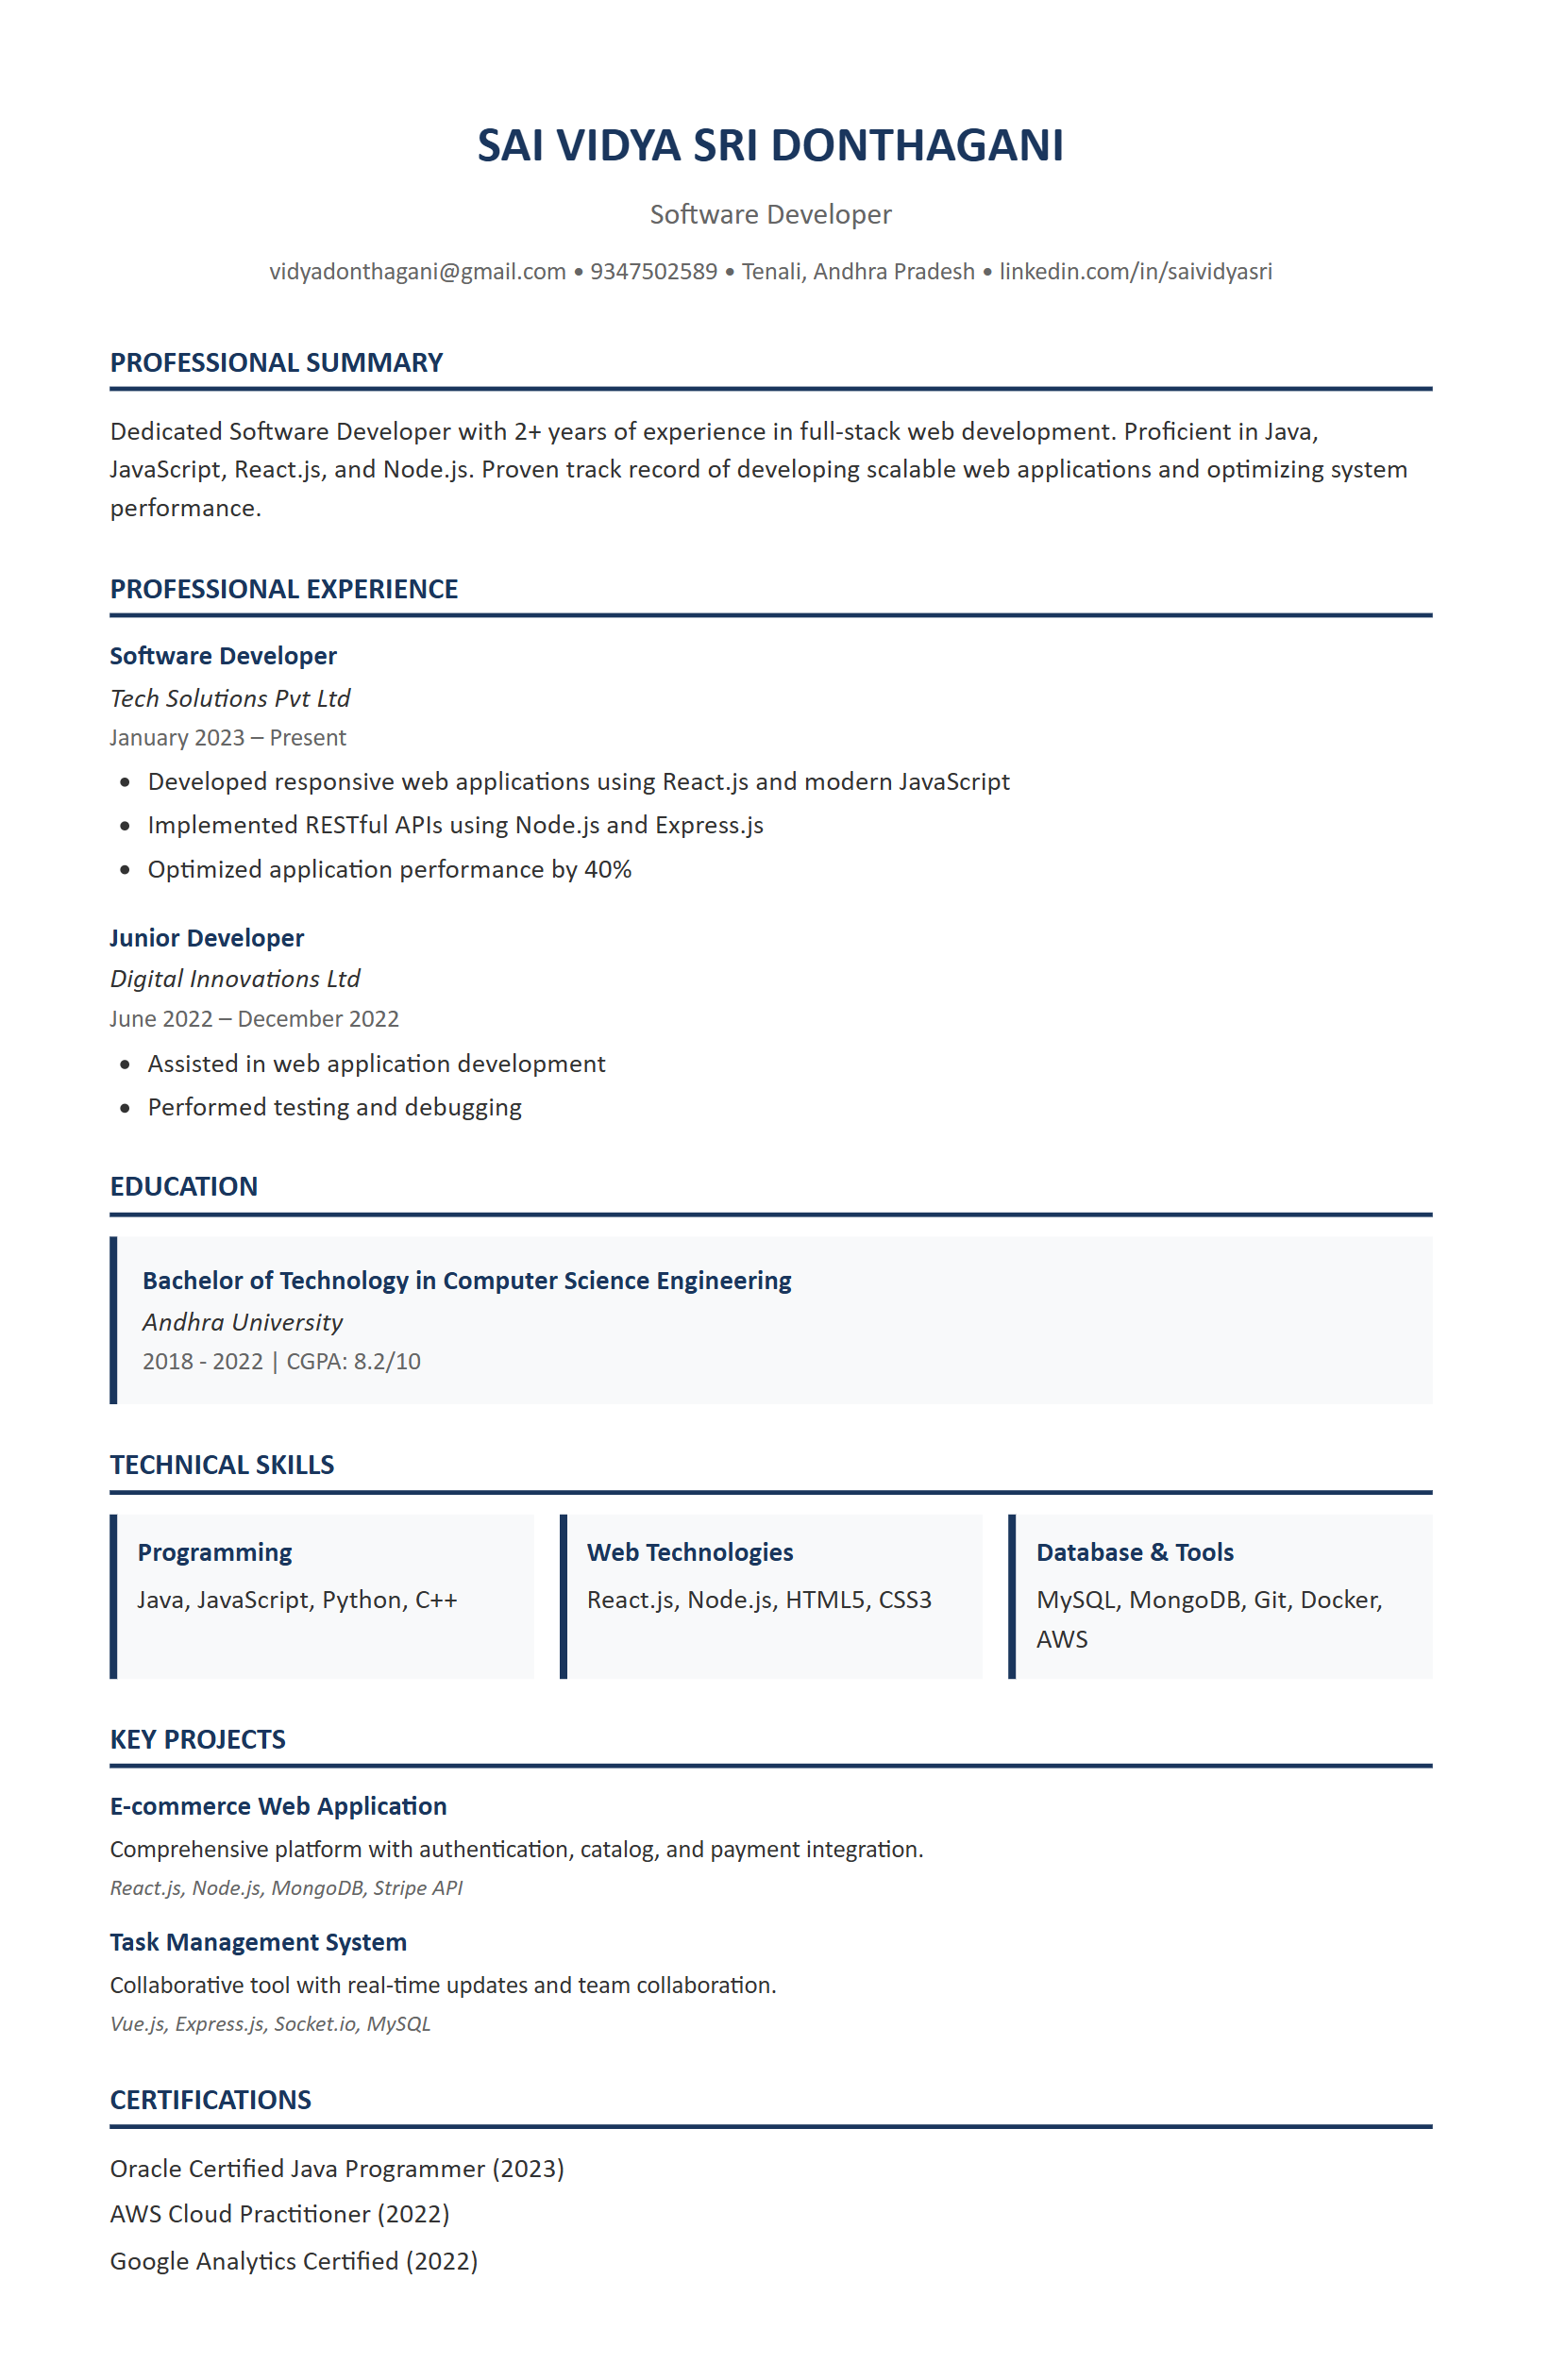 SAI VIDYA SRI DONTHAGANI
Software Developer
vidyadonthagani@gmail.com • 9347502589 • Tenali, Andhra Pradesh • linkedin.com/in/saividyasri
PROFESSIONAL SUMMARY
Dedicated Software Developer with 2+ years of experience in full-stack web development. Proficient in Java,
JavaScript, React.js, and Node.js. Proven track record of developing scalable web applications and optimizing system
performance.
PROFESSIONAL EXPERIENCE
Software Developer
Tech Solutions Pvt Ltd
January 2023 – Present
• Developed responsive web applications using React.js and modern JavaScript
• Implemented RESTful APIs using Node.js and Express.js
• Optimized application performance by 40%
Junior Developer
Digital Innovations Ltd
June 2022 – December 2022
• Assisted in web application development
• Performed testing and debugging
EDUCATION
Bachelor of Technology in Computer Science Engineering
Andhra University
2018 - 2022 | CGPA: 8.2/10
TECHNICAL SKILLS
Programming
Java, JavaScript, Python, C++
Web Technologies
React.js, Node.js, HTML5, CSS3
Database & Tools
MySQL, MongoDB, Git, Docker,
AWS
KEY PROJECTS
E-commerce Web Application
Comprehensive platform with authentication, catalog, and payment integration.
React.js, Node.js, MongoDB, Stripe API
Task Management System
Collaborative tool with real-time updates and team collaboration.
Vue.js, Express.js, Socket.io, MySQL
CERTIFICATIONS
Oracle Certified Java Programmer (2023)
AWS Cloud Practitioner (2022)
Google Analytics Certified (2022)